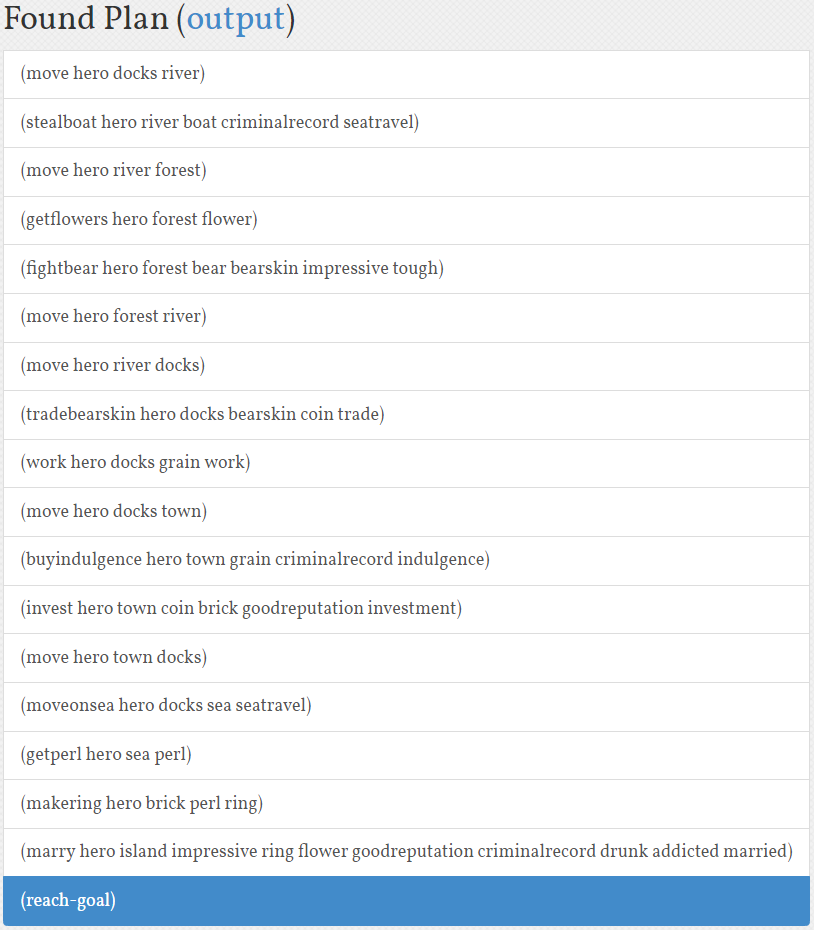 Found Plan (output)
(move hero docks river)
(stealboat hero river boat criminalrecord seatravel)
(move hero river forest)
(getflowers hero forest flower)
(fightbear hero forest bear bearskin impressive tough)
(move hero forest river)
(move hero river docks)
(tradebearskin hero docks bearskin coin trade)
(work hero docks grain work)
(move hero docks town)
(buyindulgence hero town grain criminalrecord indulgence)
(invest hero town coin brick goodreputation investment)
(move hero town docks)
(moveonsea hero docks sea seatravel)
(getperl hero sea perl)
(makering hero brick perl ring)
(marry hero island impressive ring flower goodreputation criminalrecord drunk addicted married)
(reach-goal)